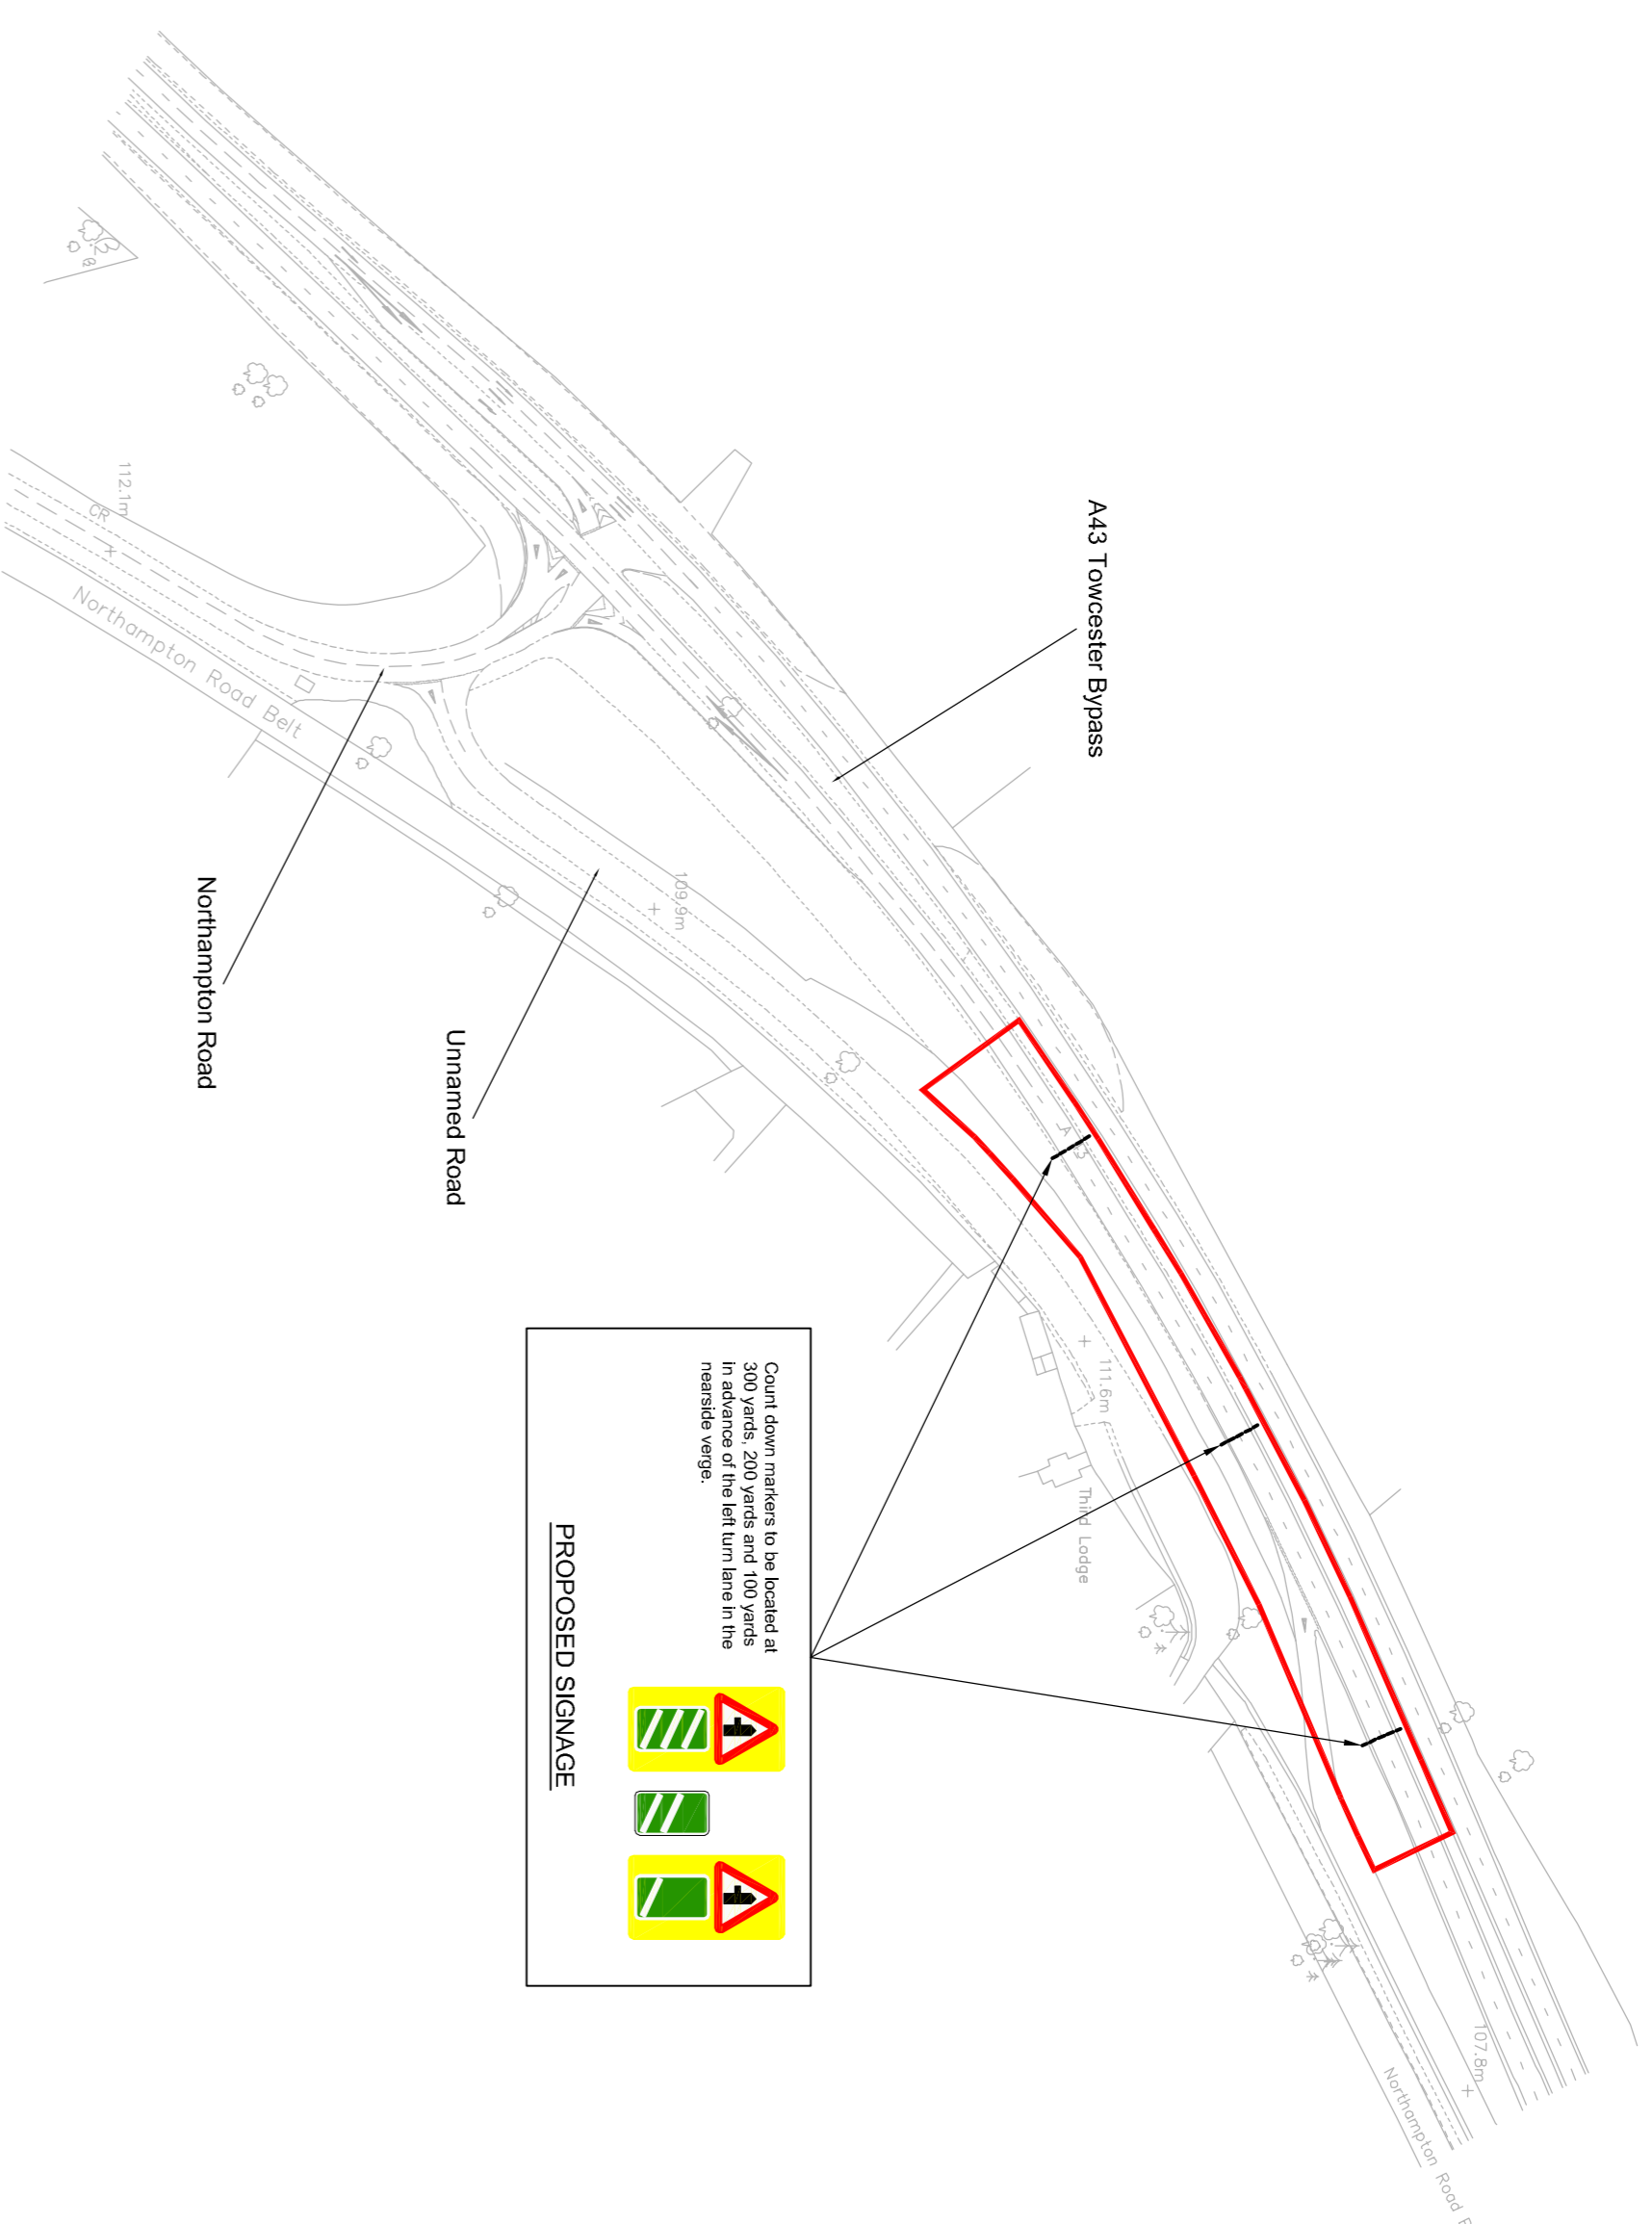 A43 Towcester Bypass
112.1m
CR
Northampton Road Belt
109.9m
Northampton Road
Unnamed Road
A 43
111.6m
Third Lodge
Count down markers to be located at
300 yards, 200 yards and 100 yards
in advance of the left turn lane in the
nearside verge.
PROPOSED SIGNAGE
107.8m
Northampton Road